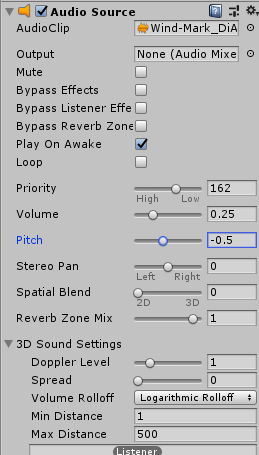 Audio Source
AudioClip Wind-Mark_DiA
Output None (Audio Mixe
Mute
Bypass Effects
Bypass Listener Effe
Bypass Reverb Zone
Play On Awake
Loop
Priority 162
High Low
Volume 0.25
Pitch -0.5
Stereo Pan 0
Left Right
Spatial Blend 0
2D 3D
Reverb Zone Mix 1
3D Sound Settings
Doppler Level 1
Spread 0
Volume Rolloff Logarithmic Rolloff
Min Distance 1
Max Distance 500
Listener